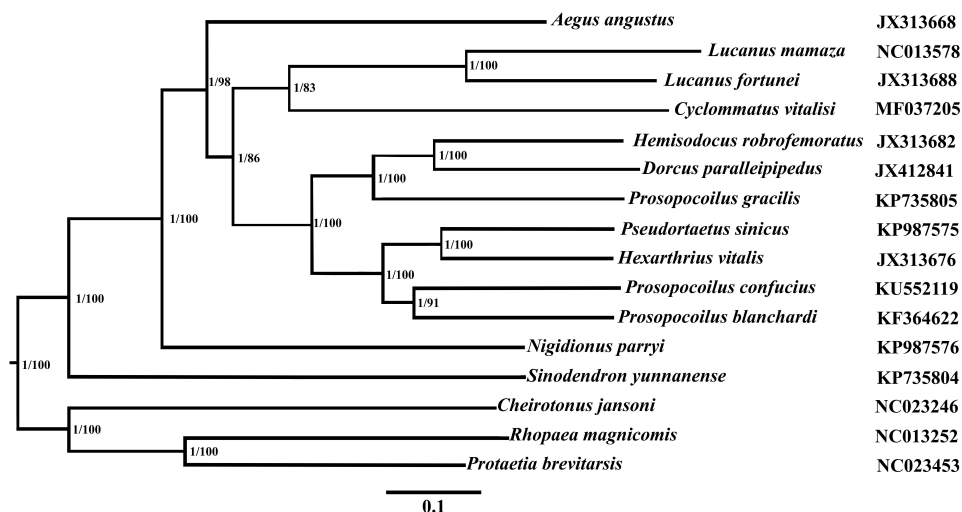 Aegus angustus JX313668
Lucanus mamaza NC013578
1/100
Lucanus fortunei JX313688
1/98
1/83
Cyclommatus vitalisi MF037205
Hemisodocus robrofemoratus JX313682
1/100
1/86
Dorcus paralleipipedus JX412841
1/100
Prosopocoilus gracilis KP735805
1/100
1/100
Pseudortaetus sinicus KP987575
1/100
Hexarthrius vitalis JX313676
1/100
Prosopocoilus confucius KU552119
1/100
1/91
Prosopocoilus blanchardi KF364622
Nigidionus parryi KP987576
1/100
Sinodendron yunnanense KP735804
Cheirotonus jansoni NC023246
1/100
Rhopaea magnicomis NC013252
1/100
Protaetia brevitarsis NC023453
0.1